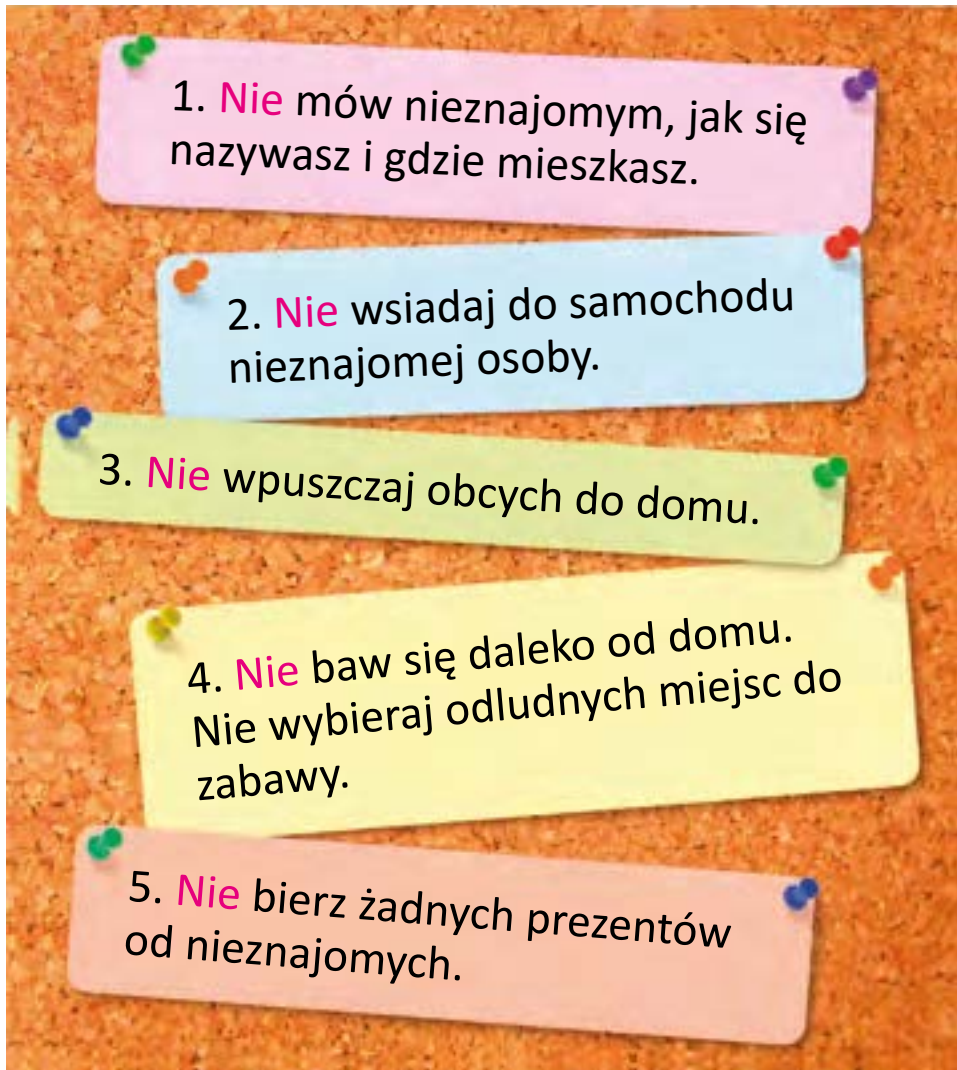 1. Nie mów nieznajomym, jak się
nazywasz i gdzie mieszkasz.
2. Nie wsiadaj do samochodu
nieznajomej osoby.
3. Nie wpuszczaj obcych do domu.
4. Nie baw się daleko od domu.
Nie wybieraj odludnych miejsc do
zabawy.
5. Nie bierz żadnych prezentów
od nieznajomych.